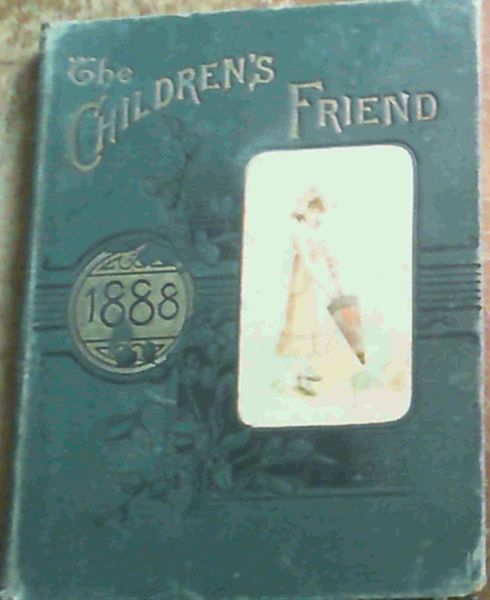 The
CHILDREN'S
FRIEND
1888